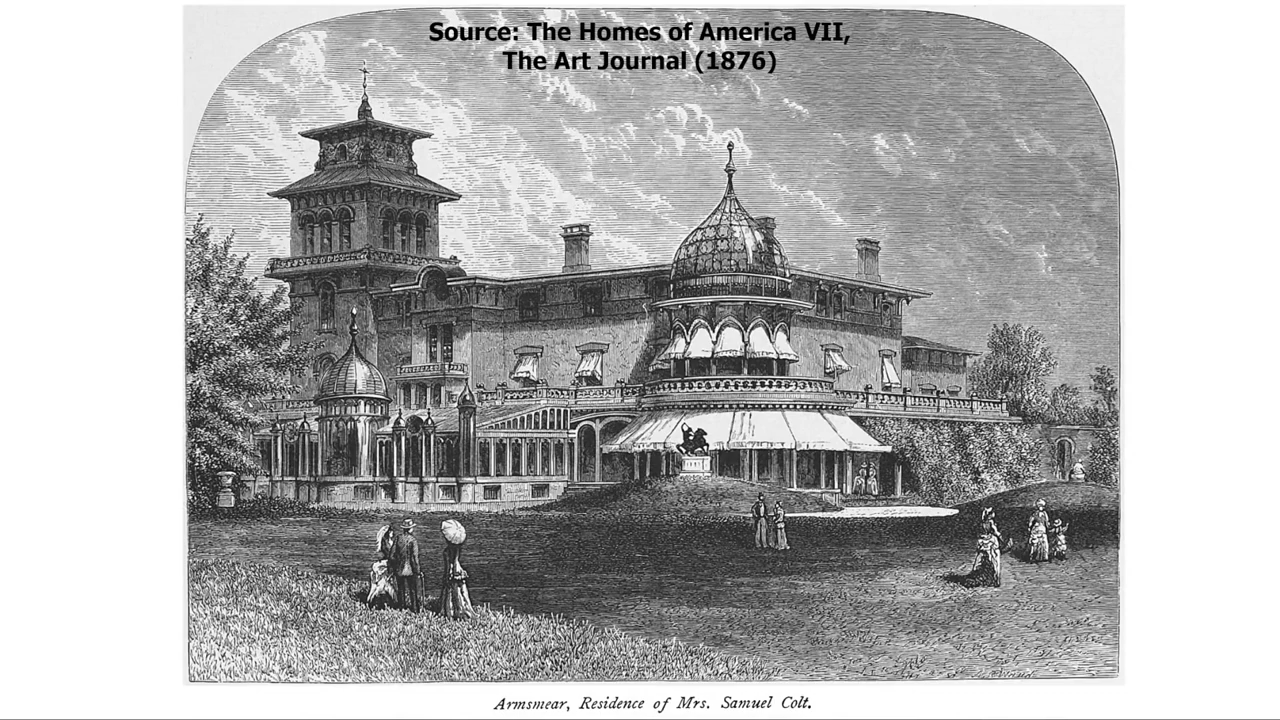 Source: The Homes of America VII,
The Art Journal (1876)
Armsmear, Residence of Mrs. Samuel Colt.